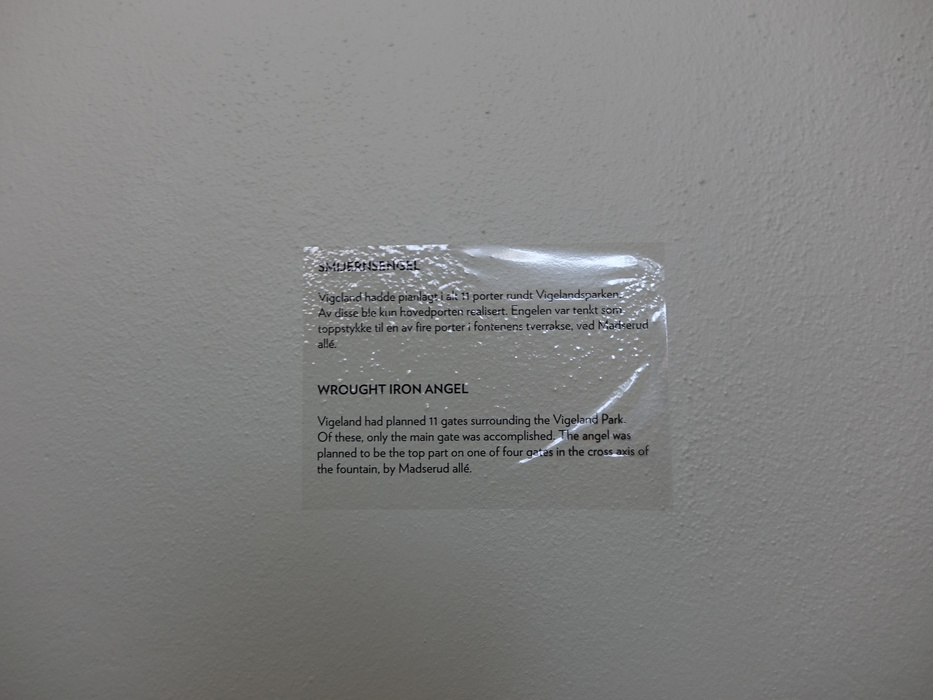 SMIJERNSENGEL
Vigeland hadde planlagt i alt 11 porter rundt Vigelandsparken.
Av disse ble kun hovedporten realisert. Engelen var tenkt som
toppstykke til en av fire porter i fontenens tverrakse, ved Madserud
allé.
WROUGHT IRON ANGEL
Vigeland had planned 11 gates surrounding the Vigeland Park.
Of these, only the main gate was accomplished. The angel was
planned to be the top part on one of four gates in the cross axis of
the fountain, by Madserud allé.